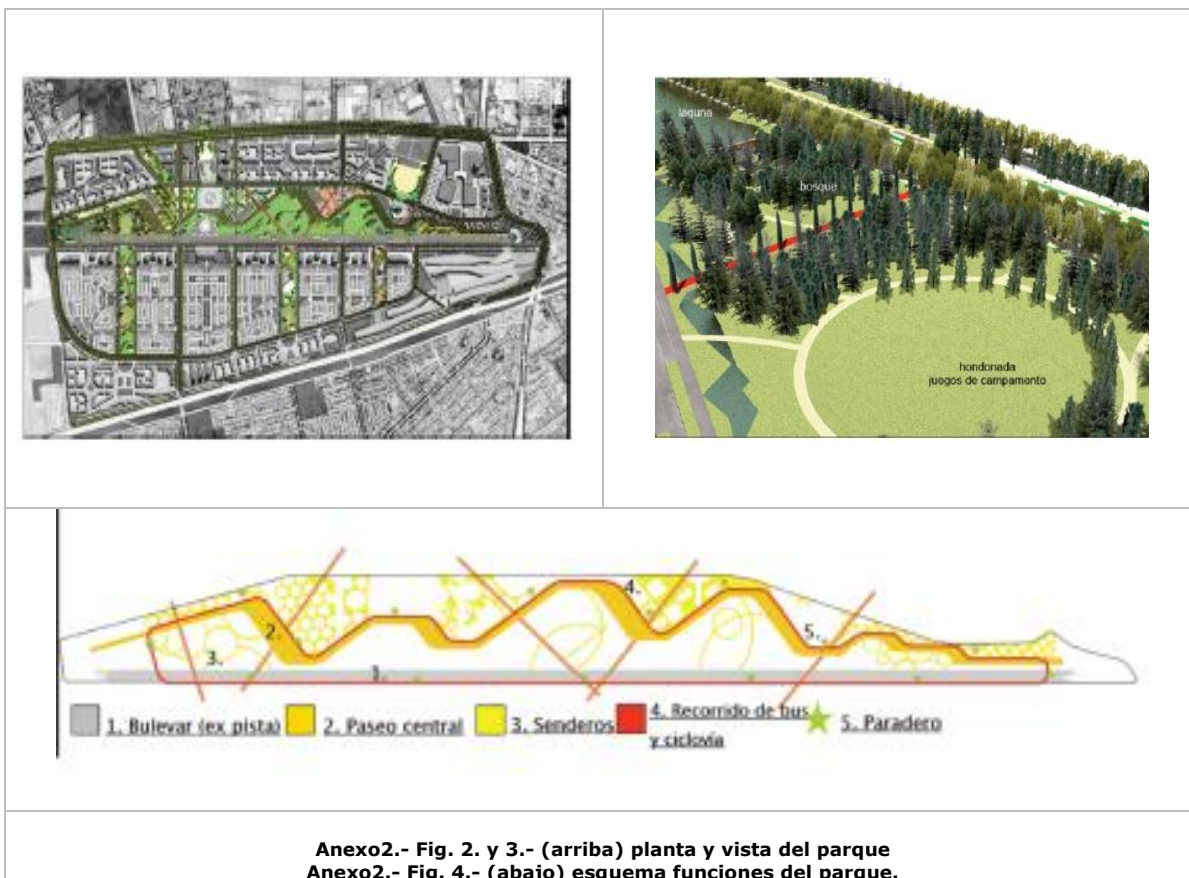 laguna
bosque
hondonada
juegos de campamento
2.
3.
1.
4.
5.
1. Bulevar (ex pista)
2. Paseo central
3. Senderos
4. Recorrido de bus
y ciclovía
5. Paradero
Anexo2.- Fig. 2. y 3.- (arriba) planta y vista del parque
Anexo2.- Fig. 4.- (abajo) esquema funciones del parque.